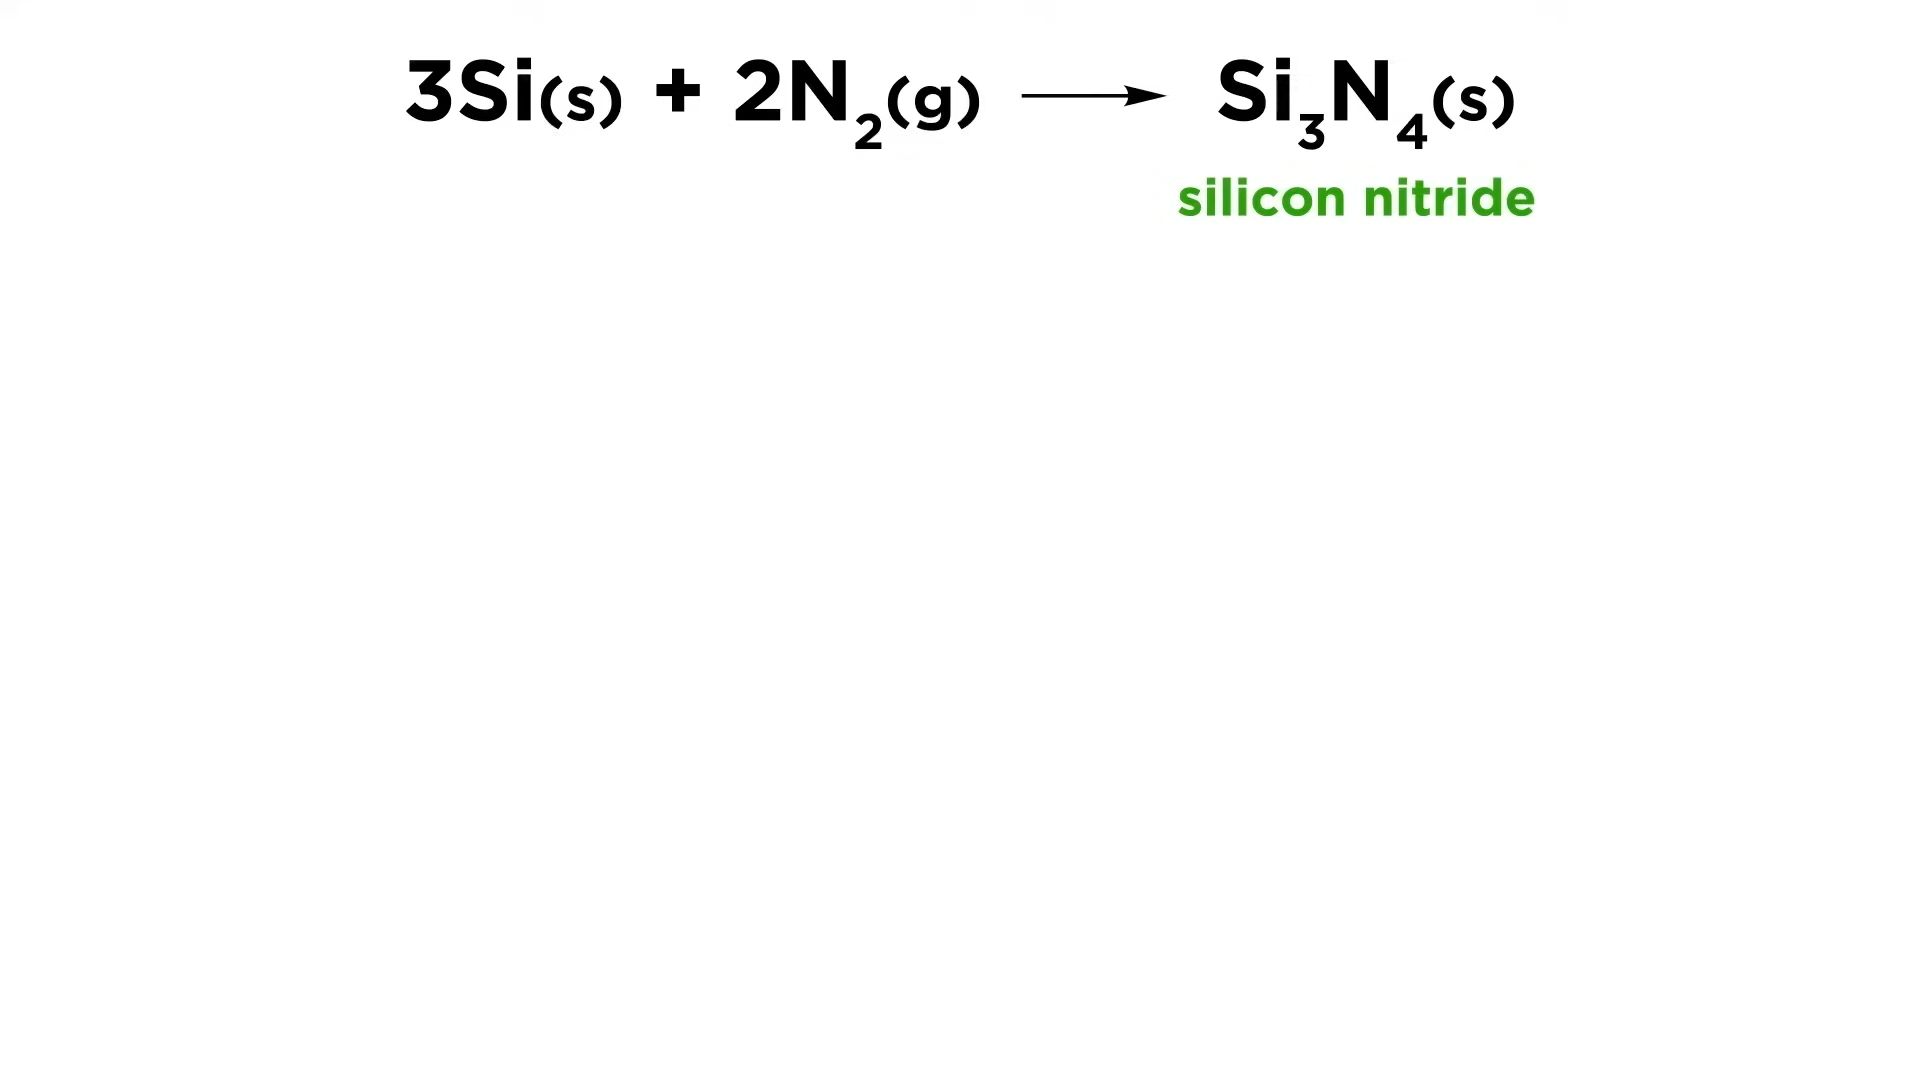 3Si(s) + 2N₂(g) ⟶ Si₃N₄(s)
silicon nitride